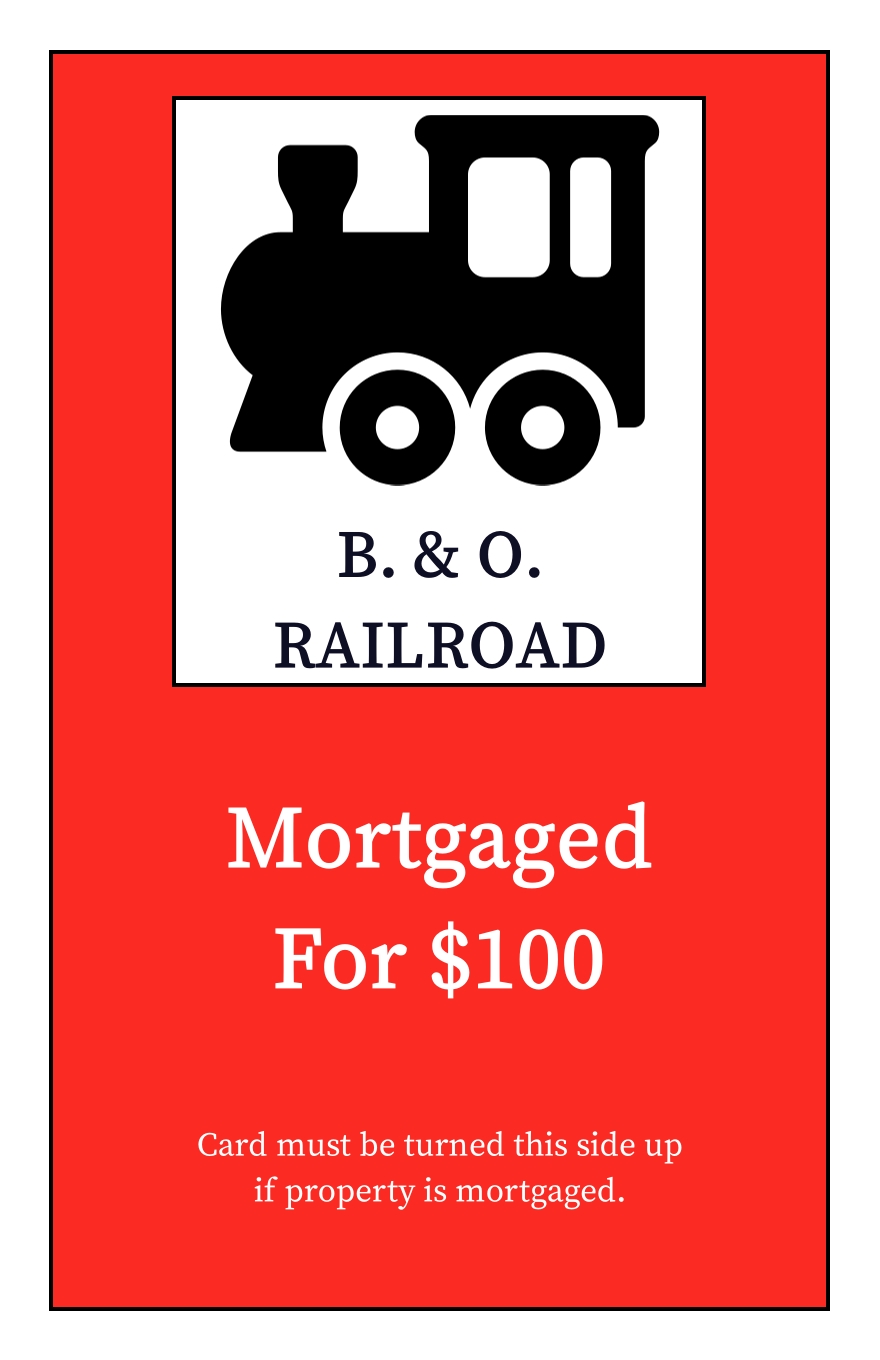 B. & O.
RAILROAD
Mortgaged
For $100
Card must be turned this side up
if property is mortgaged.